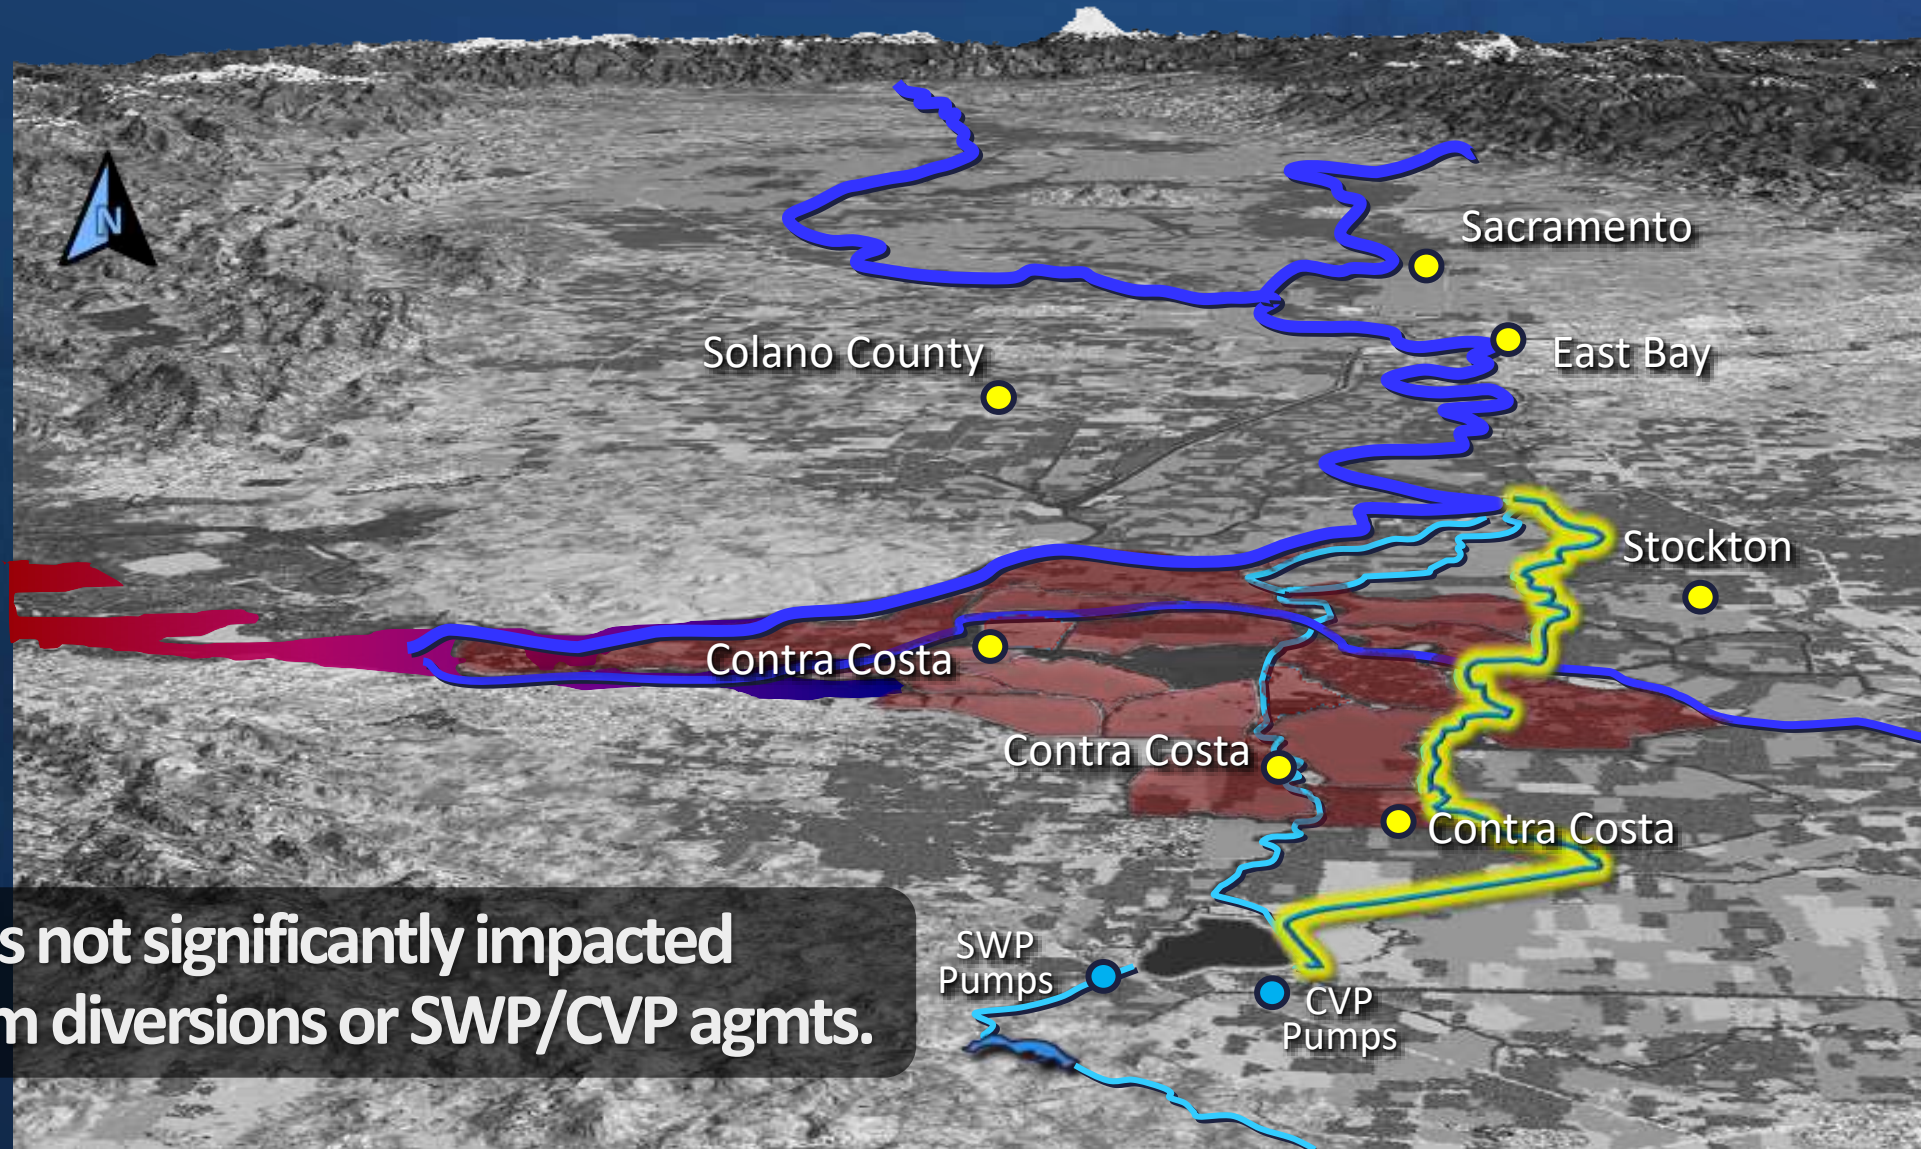 N
Sacramento
Solano County
East Bay
Stockton
Contra Costa
Contra Costa
Contra Costa
s not significantly impacted
m diversions or SWP/CVP agmts.
SWP
Pumps
CVP
Pumps